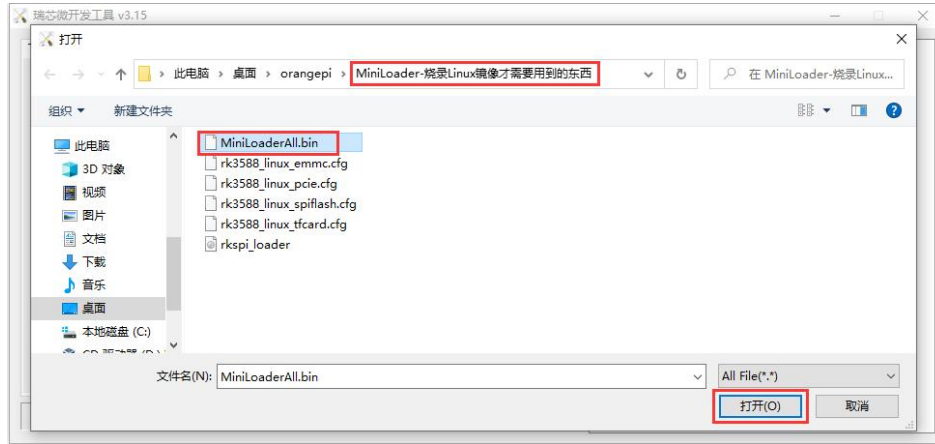 瑞芯微开发工具 v3.15
打开
此电脑 › 桌面 › orangepi › MiniLoader-烧录Linux镜像才需要用到的东西
在 MiniLoader-烧录Linux...
组织 新建文件夹
此电脑
3D 对象
视频
图片
文档
下载
音乐
桌面
本地磁盘 (C:)
MiniLoaderAll.bin
rk3588_linux_emmc.cfg
rk3588_linux_pcie.cfg
rk3588_linux_spiflash.cfg
rk3588_linux_tfcard.cfg
rkspi_loader
文件名(N): MiniLoaderAll.bin
All File(*.*)
打开(O) 取消